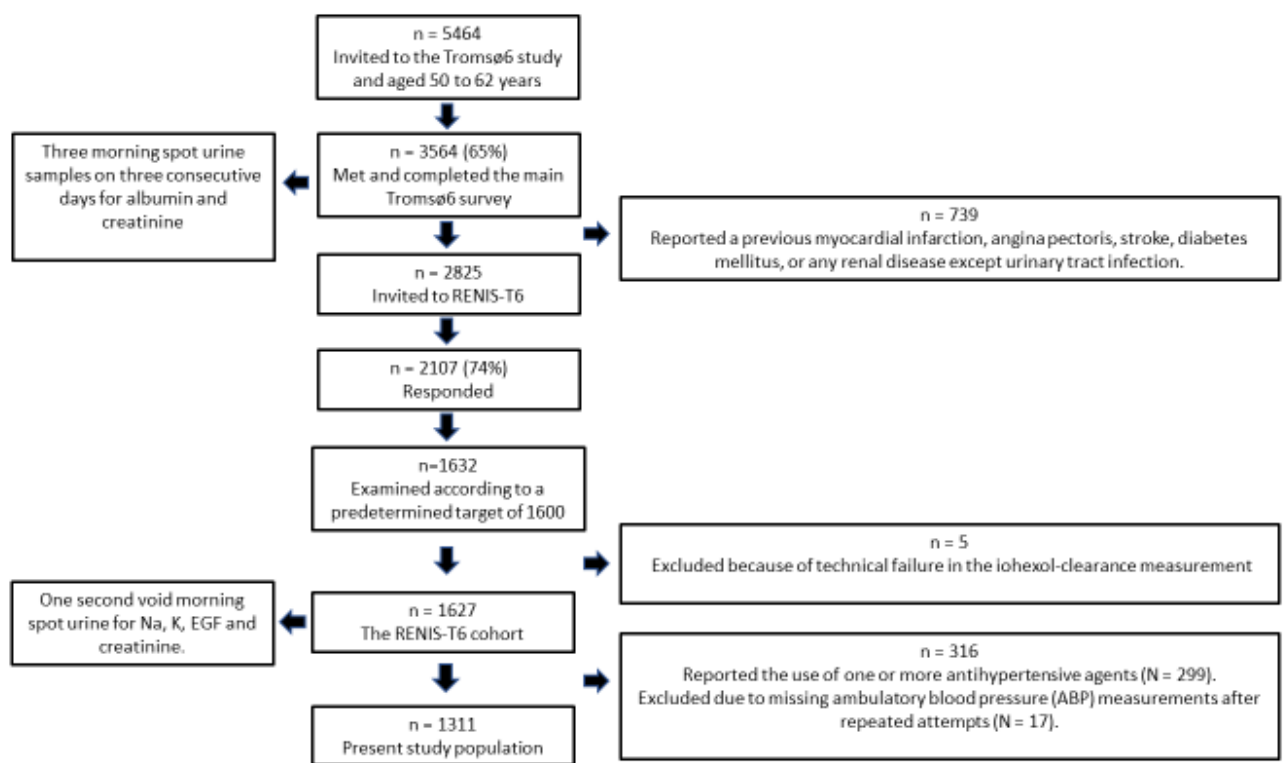 n = 5464
Invited to the Tromsø6 study
and aged 50 to 62 years
Three morning spot urine
samples on three consecutive
days for albumin and
creatinine
n = 3564 (65%)
Met and completed the main
Tromsø6 survey
n = 739
Reported a previous myocardial infarction, angina pectoris, stroke, diabetes
mellitus, or any renal disease except urinary tract infection.
n = 2825
Invited to RENIS-T6
n = 2107 (74%)
Responded
n=1632
Examined according to a
predetermined target of 1600
n = 5
Excluded because of technical failure in the iohexol-clearance measurement
One second void morning
spot urine for Na, K, EGF and
creatinine.
n = 1627
The RENIS-T6 cohort
n = 316
Reported the use of one or more antihypertensive agents (N = 299).
Excluded due to missing ambulatory blood pressure (ABP) measurements after
repeated attempts (N = 17).
n = 1311
Present study population